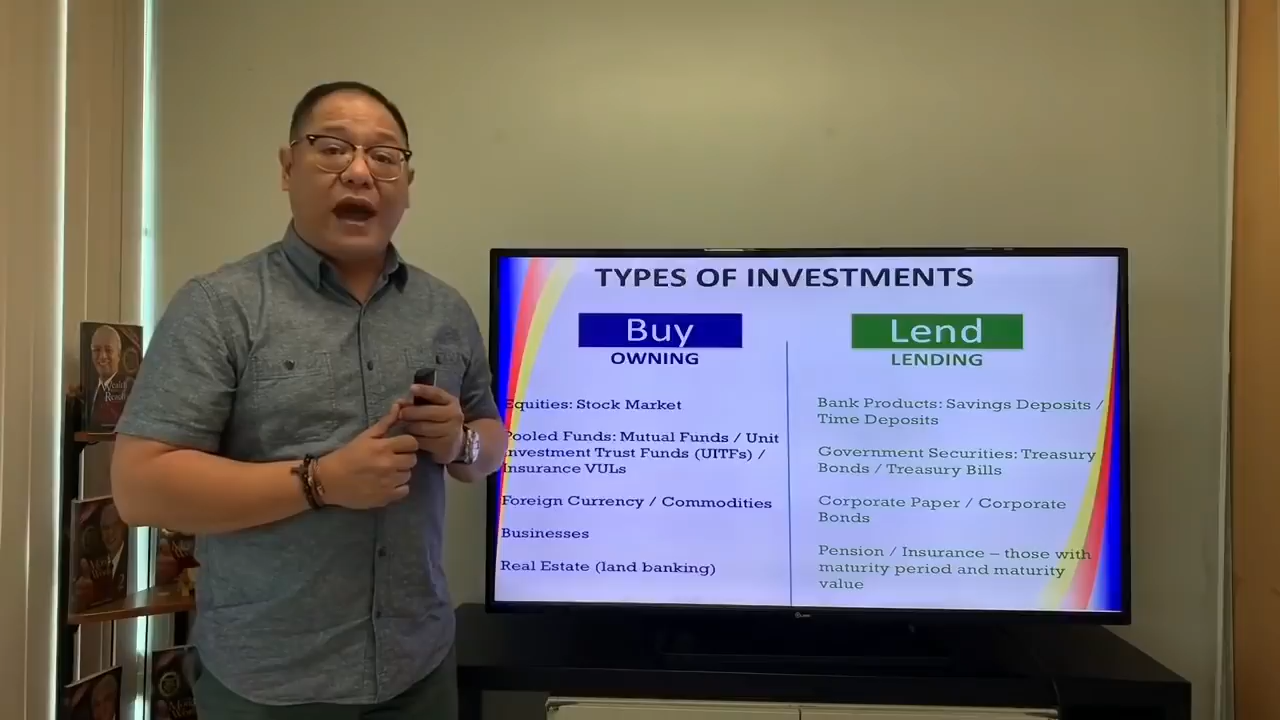 TYPES OF INVESTMENTS
Buy
OWNING
Equities: Stock Market
Pooled Funds: Mutual Funds / Unit
Investment Trust Funds (UITFs) /
Insurance VULs
Foreign Currency / Commodities
Businesses
Real Estate (land banking)
Lend
LENDING
Bank Products: Savings Deposits /
Time Deposits
Government Securities: Treasury
Bonds / Treasury Bills
Corporate Paper / Corporate
Bonds
Pension / Insurance – those with
maturity period and maturity
value